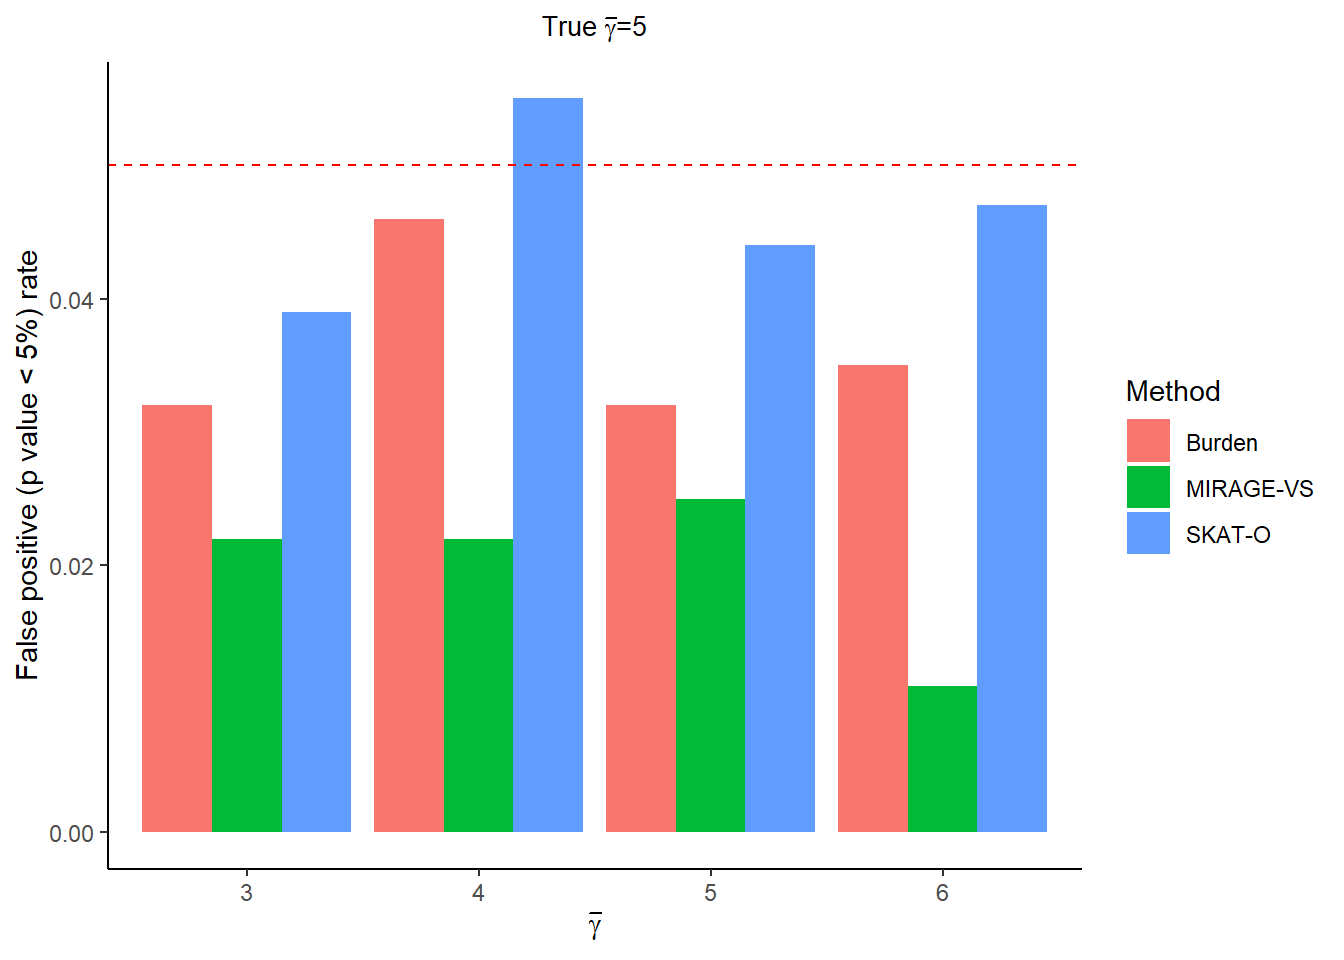 True γ̅=5
False positive (p value < 5%) rate
0.04
0.02
0.00
3 4 5 6
γ̅
Method
Burden
MIRAGE-VS
SKAT-O